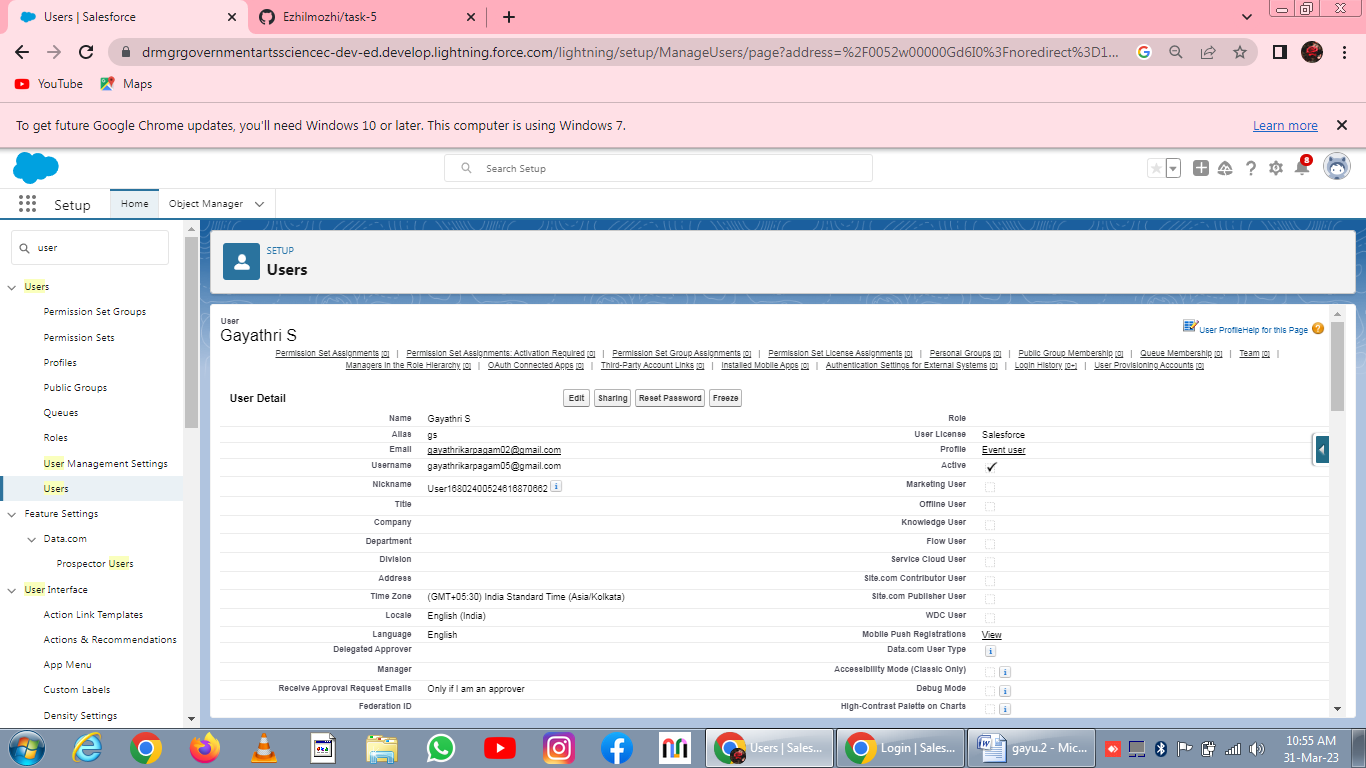 Users | Salesforce
Ezhilmozhi/task-5
drmgrgovernmentartssciencec-dev-ed.develop.lightning.force.com/lightning/setup/ManageUsers/page?address=%2F0052w00000Gd6I0%3Fnoredirect%3D1...
YouTube Maps
To get future Google Chrome updates, you'll need Windows 10 or later. This computer is using Windows 7. Learn more
Search Setup
8
Setup Home Object Manager
user
Users
Permission Set Groups
Permission Sets
Profiles
Public Groups
Queues
Roles
User Management Settings
Users
Feature Settings
Data.com
Prospector Users
User Interface
Action Link Templates
Actions & Recommendations
App Menu
Custom Labels
Density Settings
SETUP
Users
User
Gayathri S
User Profile Help for this Page
Permission Set Assignments [0] | Permission Set Assignments: Activation Required [0] | Permission Set Group Assignments [0] | Permission Set License Assignments [0] | Personal Groups [0] | Public Group Membership [0] | Queue Membership [0] | Team [0] |
Managers in the Role Hierarchy [0] | OAuth Connected Apps [0] | Third-Party Account Links [0] | Installed Mobile Apps [0] | Authentication Settings for External Systems [0] | Login History [0+] | User Provisioning Accounts [0]
User Detail Edit Sharing Reset Password Freeze
Name Gayathri S Role
Alias gs User License Salesforce
Email gayathrikarpagam02@gmail.com Profile Event user
Username gayathrikarpagam05@gmail.com Active ✓
Nickname User16802400524616870662 i Marketing User
Title Offline User
Company Knowledge User
Department Flow User
Division Service Cloud User
Address Site.com Contributor User
Time Zone (GMT+05:30) India Standard Time (Asia/Kolkata) Site.com Publisher User
Locale English (India) WDC User
Language English Mobile Push Registrations View
Delegated Approver Data.com User Type i
Manager Accessibility Mode (Classic Only) i
Receive Approval Request Emails Only if I am an approver Debug Mode i
Federation ID High-Contrast Palette on Charts i
Users | Sales... Login | Sales... gayu.2 - Mic...
10:55 AM
31-Mar-23